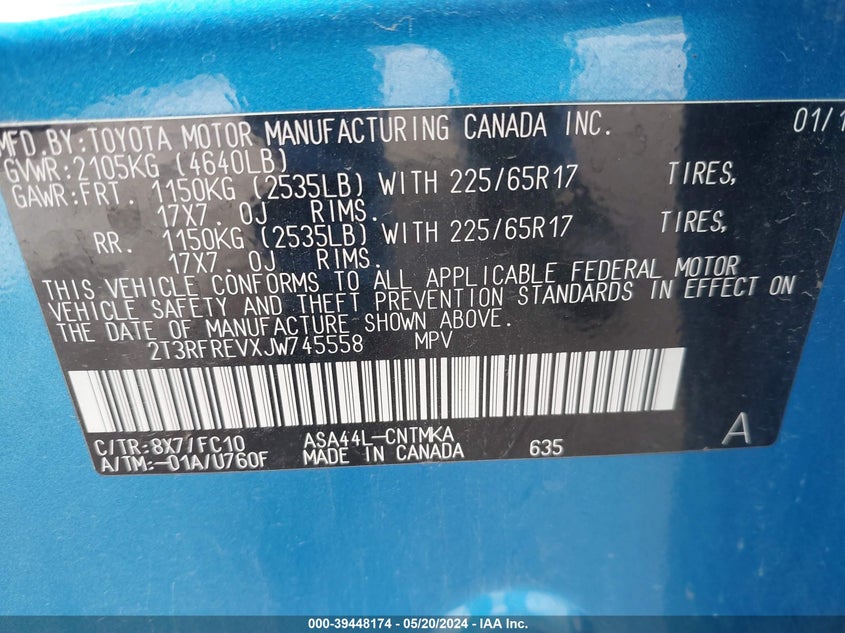 MFD.BY:TOYOTA MOTOR MANUFACTURING CANADA INC. 01/1
GVWR:2105KG (4640LB)
GAWR:FRT. 1150KG (2535LB) WITH 225/65R17 TIRES,
17X7. 0J RIMS.
RR. 1150KG (2535LB) WITH 225/65R17 TIRES,
17X7. 0J RIMS.
THIS VEHICLE CONFORMS TO ALL APPLICABLE FEDERAL MOTOR
VEHICLE SAFETY AND THEFT PREVENTION STANDARDS IN EFFECT ON
THE DATE OF MANUFACTURE SHOWN ABOVE.
2T3RFREVXJW745558 MPV
C/TR:8X7/FC10 ASA44L-CNTMKA A
A/TM:-01A/U760F MADE IN CANADA 635
000-39448174 - 05/20/2024 - IAA, Inc.